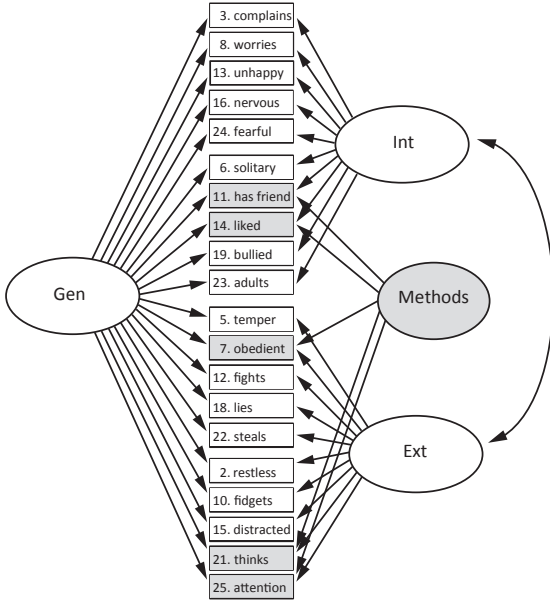 3. complains
8. worries
13. unhappy
16. nervous
24. fearful
6. solitary
11. has friend
14. liked
19. bullied
23. adults
5. temper
7. obedient
12. fights
18. lies
22. steals
2. restless
10. fidgets
15. distracted
21. thinks
25. attention
Gen
Int
Methods
Ext